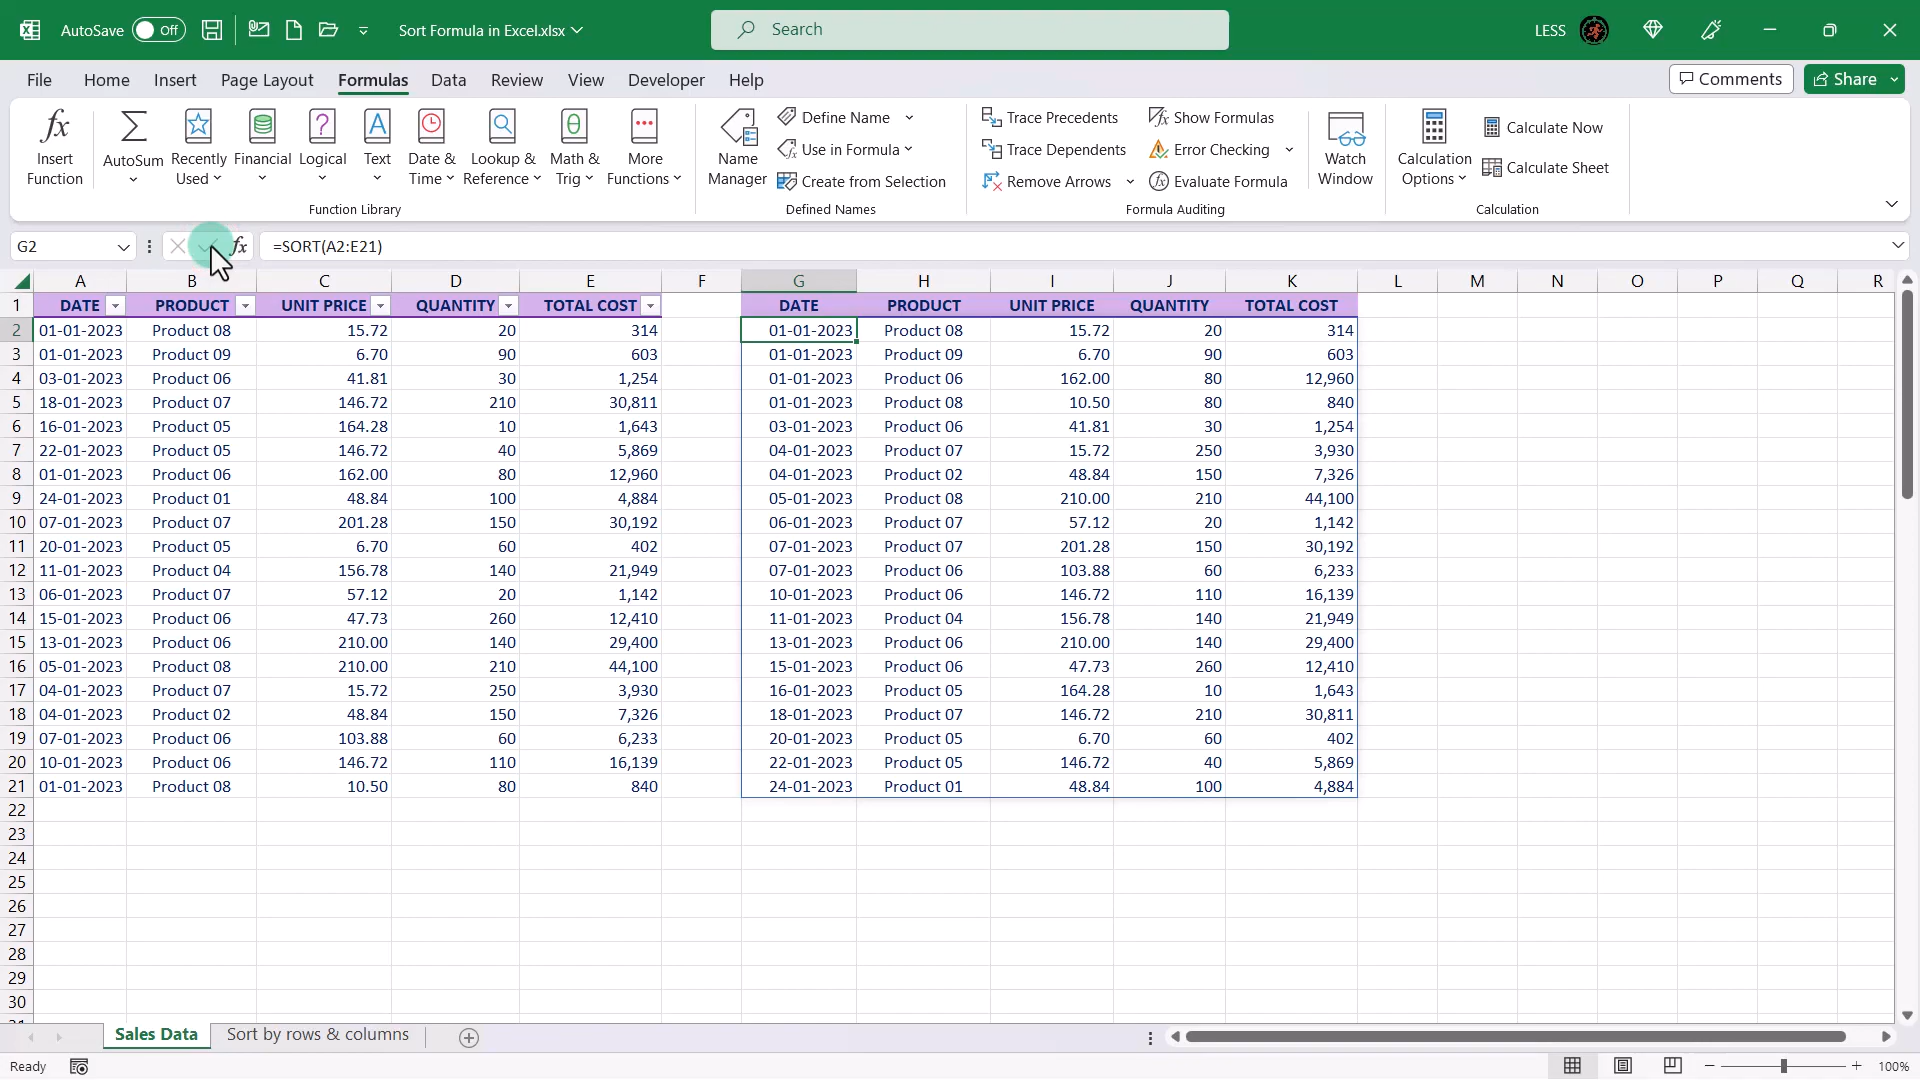 AutoSave Off Sort Formula in Excel.xlsx Search LESS
File Home Insert Page Layout Formulas Data Review View Developer Help Comments Share
fx Insert Function
AutoSum
Recently Used
Financial
Logical
Text
Date & Time
Lookup & Reference
Math & Trig
More Functions
Function Library
Name Manager
Define Name
Use in Formula
Create from Selection
Defined Names
Trace Precedents
Trace Dependents
Remove Arrows
Show Formulas
Error Checking
Evaluate Formula
Formula Auditing
Watch Window
Calculation Options
Calculate Now
Calculate Sheet
Calculation
G2 fx =SORT(A2:E21)
A B C D E F G H I J K L M N O P Q R
1 DATE PRODUCT UNIT PRICE QUANTITY TOTAL COST DATE PRODUCT UNIT PRICE QUANTITY TOTAL COST
2 01-01-2023 Product 08 15.72 20 314 01-01-2023 Product 08 15.72 20 314
3 01-01-2023 Product 09 6.70 90 603 01-01-2023 Product 09 6.70 90 603
4 03-01-2023 Product 06 41.81 30 1,254 01-01-2023 Product 06 162.00 80 12,960
5 18-01-2023 Product 07 146.72 210 30,811 01-01-2023 Product 08 10.50 80 840
6 16-01-2023 Product 05 164.28 10 1,643 03-01-2023 Product 06 41.81 30 1,254
7 22-01-2023 Product 05 146.72 40 5,869 04-01-2023 Product 07 15.72 250 3,930
8 01-01-2023 Product 06 162.00 80 12,960 04-01-2023 Product 02 48.84 150 7,326
9 24-01-2023 Product 01 48.84 100 4,884 05-01-2023 Product 08 210.00 210 44,100
10 07-01-2023 Product 07 201.28 150 30,192 06-01-2023 Product 07 57.12 20 1,142
11 20-01-2023 Product 05 6.70 60 402 07-01-2023 Product 07 201.28 150 30,192
12 11-01-2023 Product 04 156.78 140 21,949 07-01-2023 Product 06 103.88 60 6,233
13 06-01-2023 Product 07 57.12 20 1,142 10-01-2023 Product 06 146.72 110 16,139
14 15-01-2023 Product 06 47.73 260 12,410 11-01-2023 Product 04 156.78 140 21,949
15 13-01-2023 Product 06 210.00 140 29,400 13-01-2023 Product 06 210.00 140 29,400
16 05-01-2023 Product 08 210.00 210 44,100 15-01-2023 Product 06 47.73 260 12,410
17 04-01-2023 Product 07 15.72 250 3,930 16-01-2023 Product 05 164.28 10 1,643
18 04-01-2023 Product 02 48.84 150 7,326 18-01-2023 Product 07 146.72 210 30,811
19 07-01-2023 Product 06 103.88 60 6,233 20-01-2023 Product 05 6.70 60 402
20 10-01-2023 Product 06 146.72 110 16,139 22-01-2023 Product 05 146.72 40 5,869
21 01-01-2023 Product 08 10.50 80 840 24-01-2023 Product 01 48.84 100 4,884
22
23
24
25
26
27
28
29
30
Sales Data Sort by rows & columns
Ready 100%